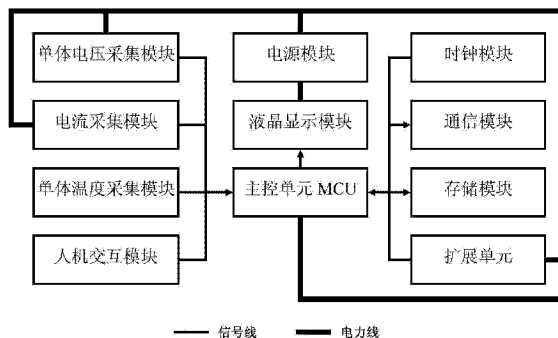 单体电压采集模块
电源模块
时钟模块
电流采集模块
液晶显示模块
通信模块
单体温度采集模块
主控单元 MCU
存储模块
人机交互模块
扩展单元
信号线
电力线